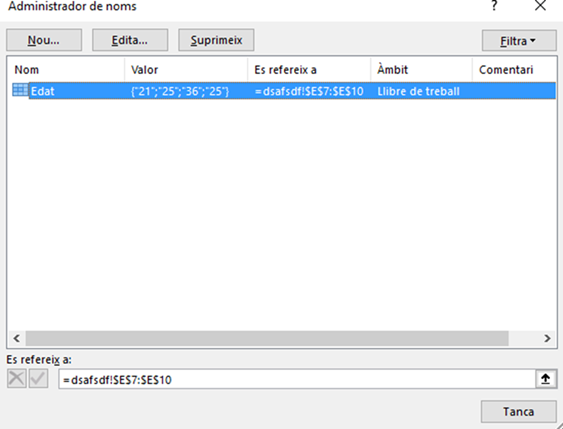 Administrador de noms ?
Nou... Edita... Suprimeix Filtra
Nom Valor Es refereix a Àmbit Comentari
Edat {"21";"25";"36";"25"} =dsafsdf!$E$7:$E$10 Llibre de treball
Es refereix a:
=dsafsdf!$E$7:$E$10
Tanca